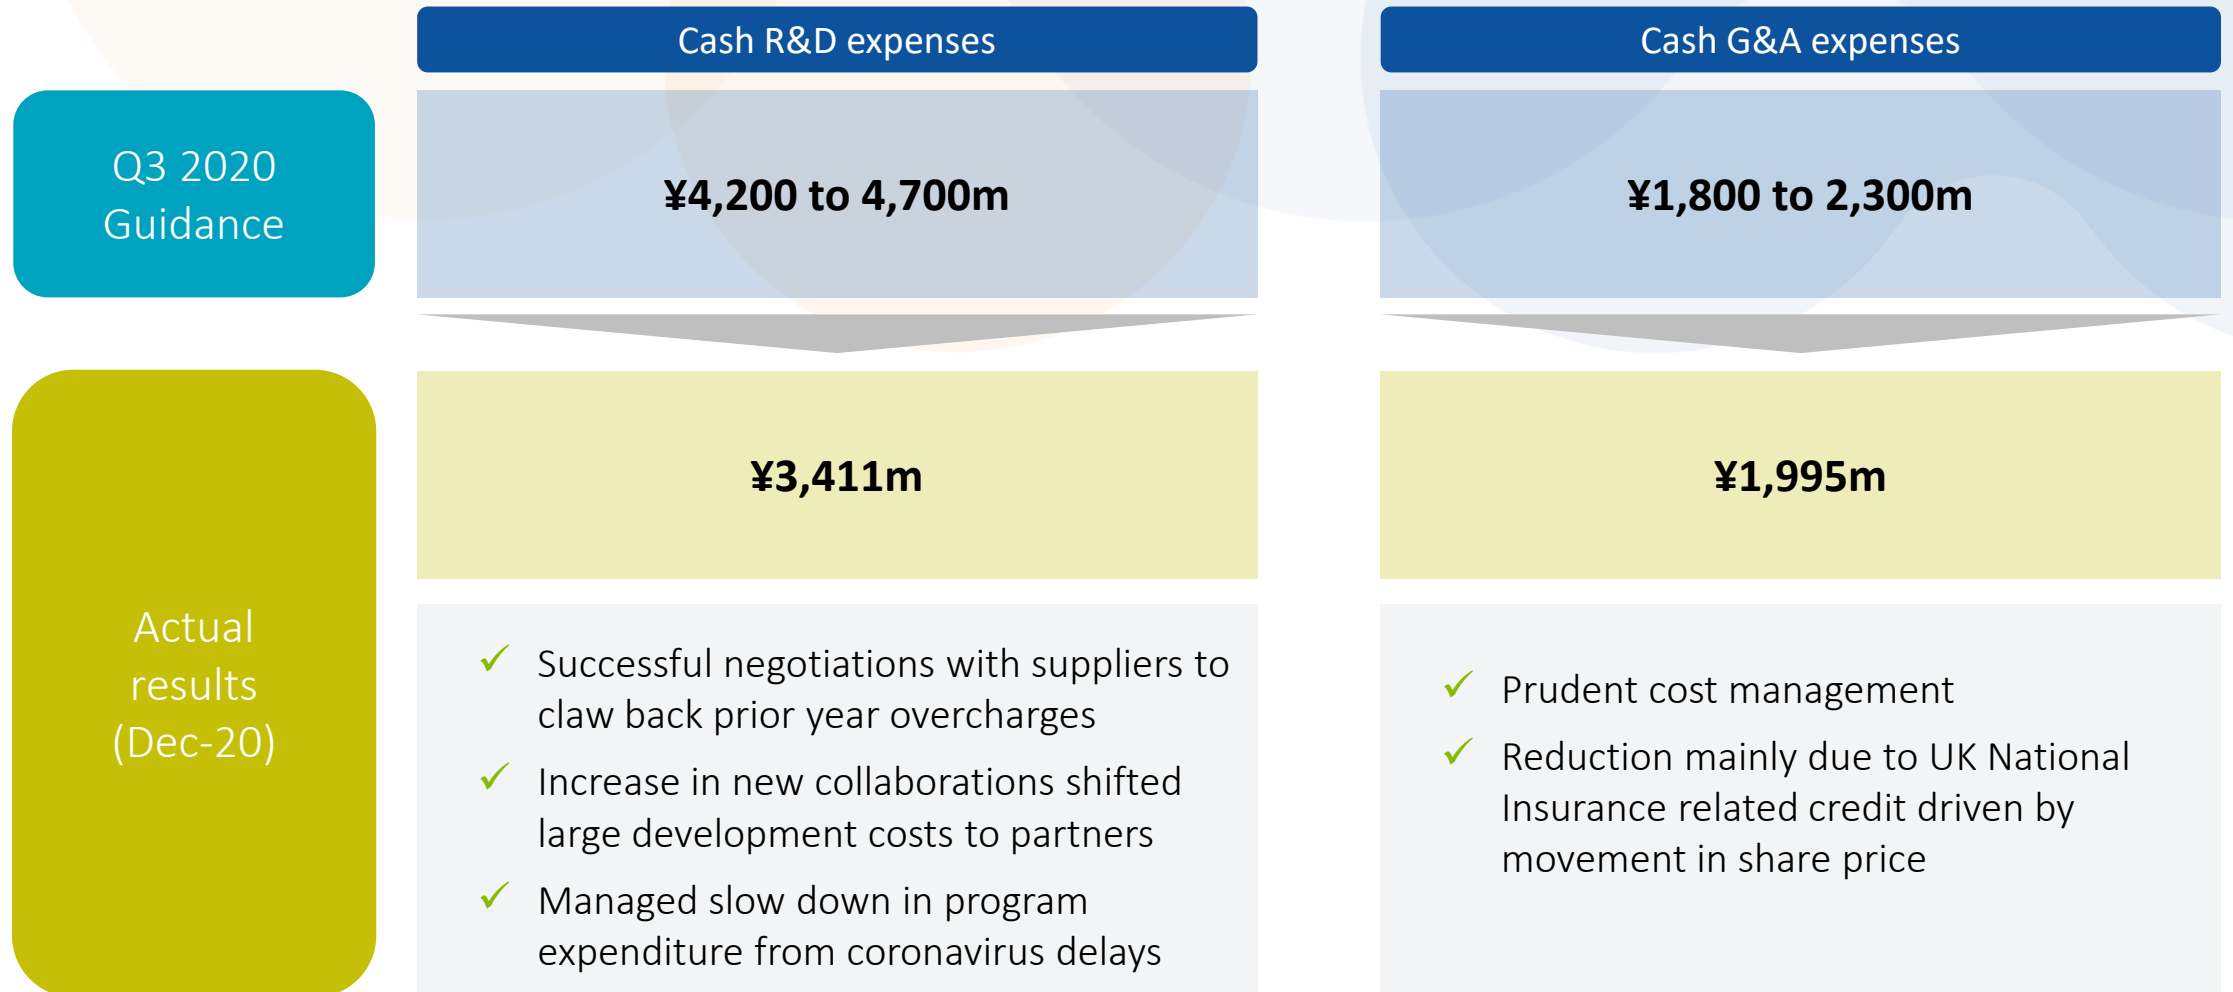 Cash R&D expenses
Cash G&A expenses
Q3 2020
Guidance
¥4,200 to 4,700m
¥1,800 to 2,300m
Actual
results
(Dec-20)
¥3,411m
¥1,995m
✓ Successful negotiations with suppliers to
claw back prior year overcharges
✓ Increase in new collaborations shifted
large development costs to partners
✓ Managed slow down in program
expenditure from coronavirus delays
✓ Prudent cost management
✓ Reduction mainly due to UK National
Insurance related credit driven by
movement in share price